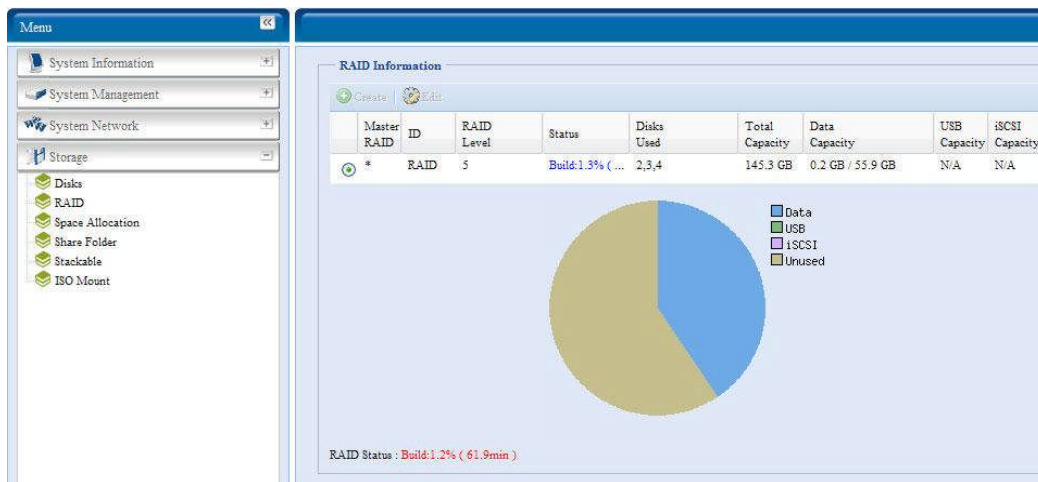 Menu
System Information
System Management
System Network
Storage
Disks
RAID
Space Allocation
Share Folder
Stackable
ISO Mount
RAID Information
Create Edit
Master RAID ID RAID Level Status Disks Used Total Capacity Data Capacity USB Capacity iSCSI Capacity
* RAID 5 Build:1.3% ( ... 2,3,4 145.3 GB 0.2 GB / 55.9 GB N/A N/A
Data
USB
iSCSI
Unused
RAID Status : Build:1.2% ( 61.9min )